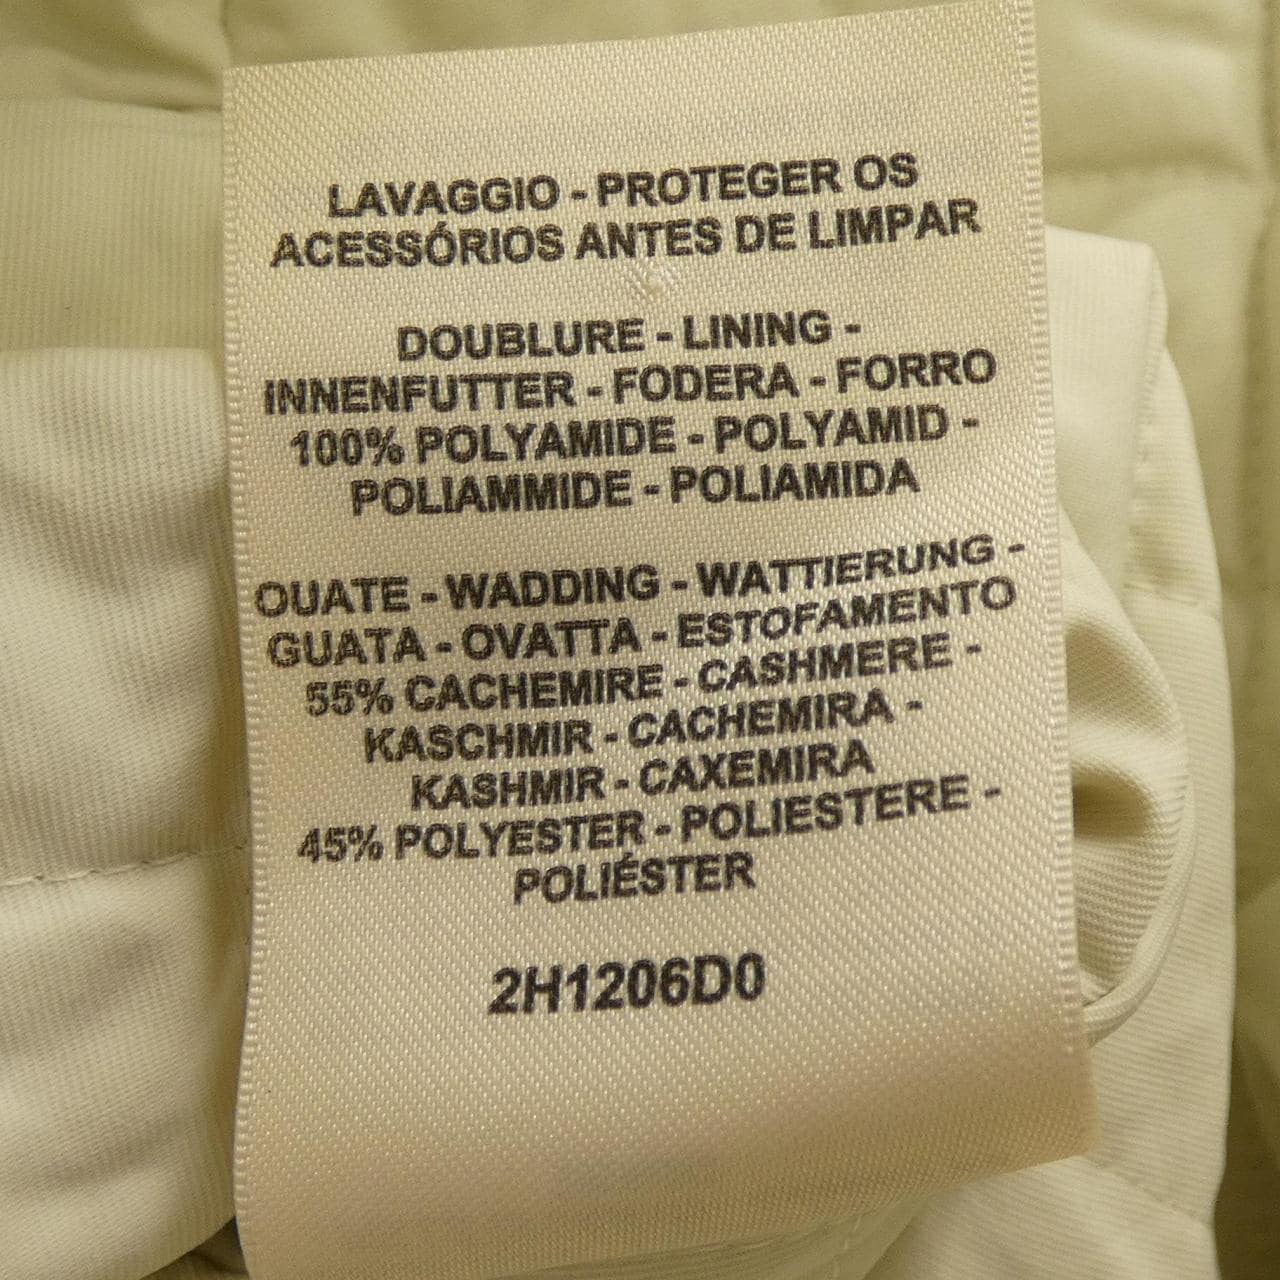 LAVAGGIO - PROTEGER OS
ACESSÓRIOS ANTES DE LIMPAR
DOUBLURE - LINING -
INNENFUTTER - FODERA - FORRO
100% POLYAMIDE - POLYAMID -
POLIAMMIDE - POLIAMIDA
OUATE - WADDING - WATTIERUNG -
GUATA - OVATTA - ESTOFAMENTO
55% CACHEMIRE - CASHMERE -
KASCHMIR - CACHEMIRA -
KASHMIR - CAXEMIRA
45% POLYESTER - POLIESTERE -
POLIÉSTER
2H1206D0